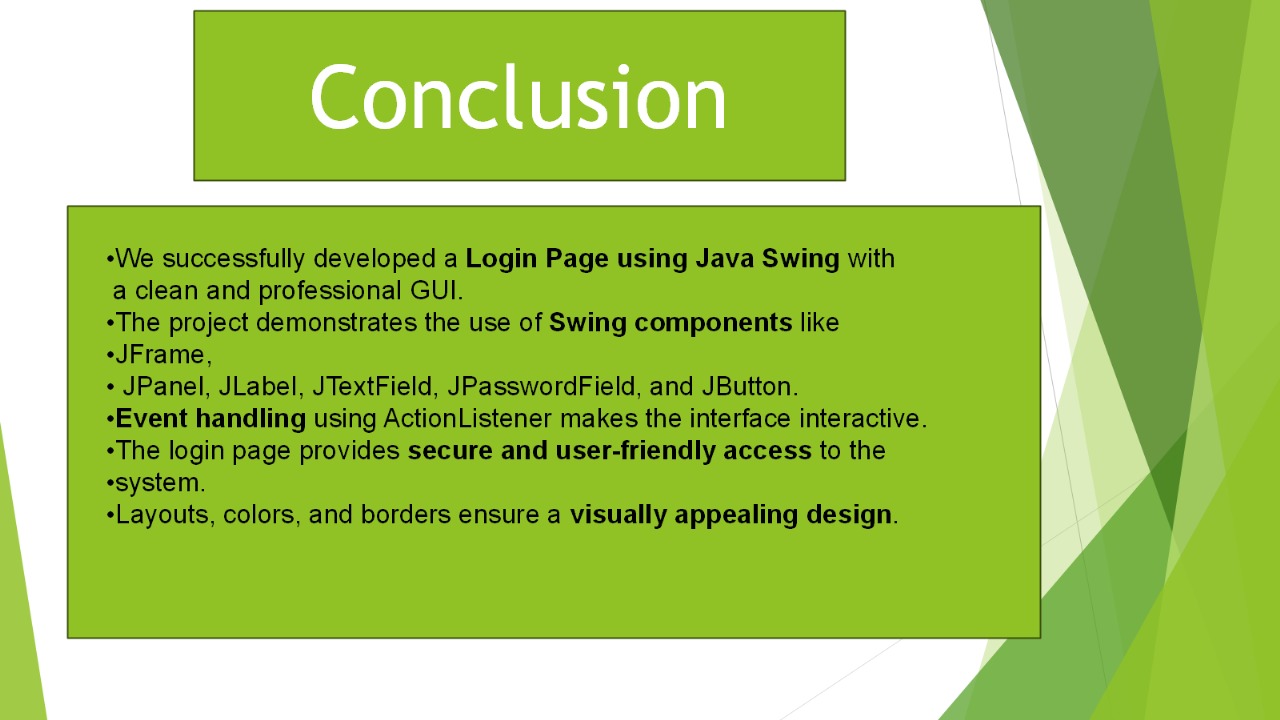 Conclusion
•We successfully developed a Login Page using Java Swing with
a clean and professional GUI.
•The project demonstrates the use of Swing components like
•JFrame,
• JPanel, JLabel, JTextField, JPasswordField, and JButton.
•Event handling using ActionListener makes the interface interactive.
•The login page provides secure and user-friendly access to the
•system.
•Layouts, colors, and borders ensure a visually appealing design.